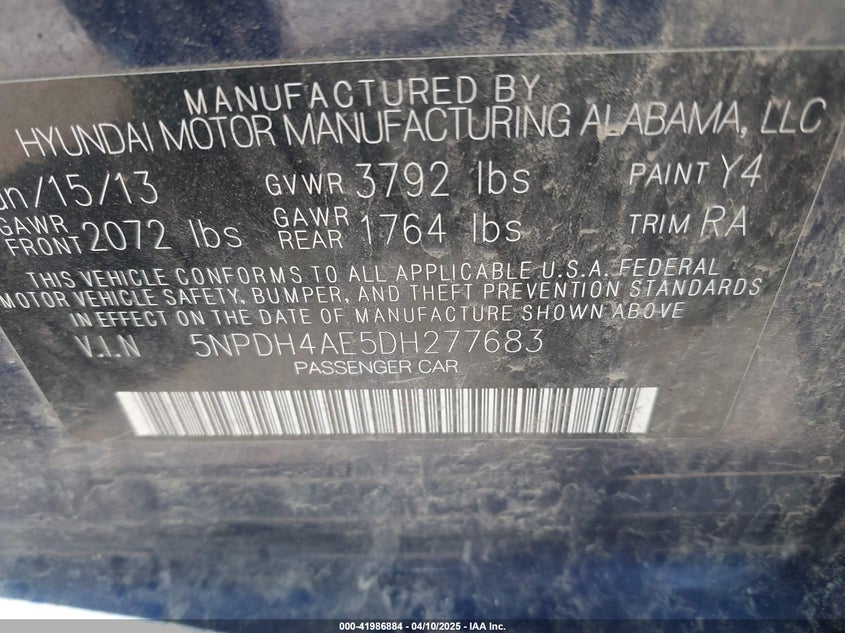 MANUFACTURED BY
HYUNDAI MOTOR MANUFACTURING ALABAMA, LLC
/15/13 GVWR 3792 lbs PAINT Y4
GAWR FRONT 2072 lbs GAWR REAR 1764 lbs TRIM RA
THIS VEHICLE CONFORMS TO ALL APPLICABLE U.S.A. FEDERAL
MOTOR VEHICLE SAFETY, BUMPER, AND THEFT PREVENTION STANDARDS
IN EFFECT ON THE DATE OF MANUFACTURE SHOWN ABOVE
V.I.N 5NPDH4AE5DH277683
PASSENGER CAR
000-41986884 - 04/10/2025 - IAA Inc.